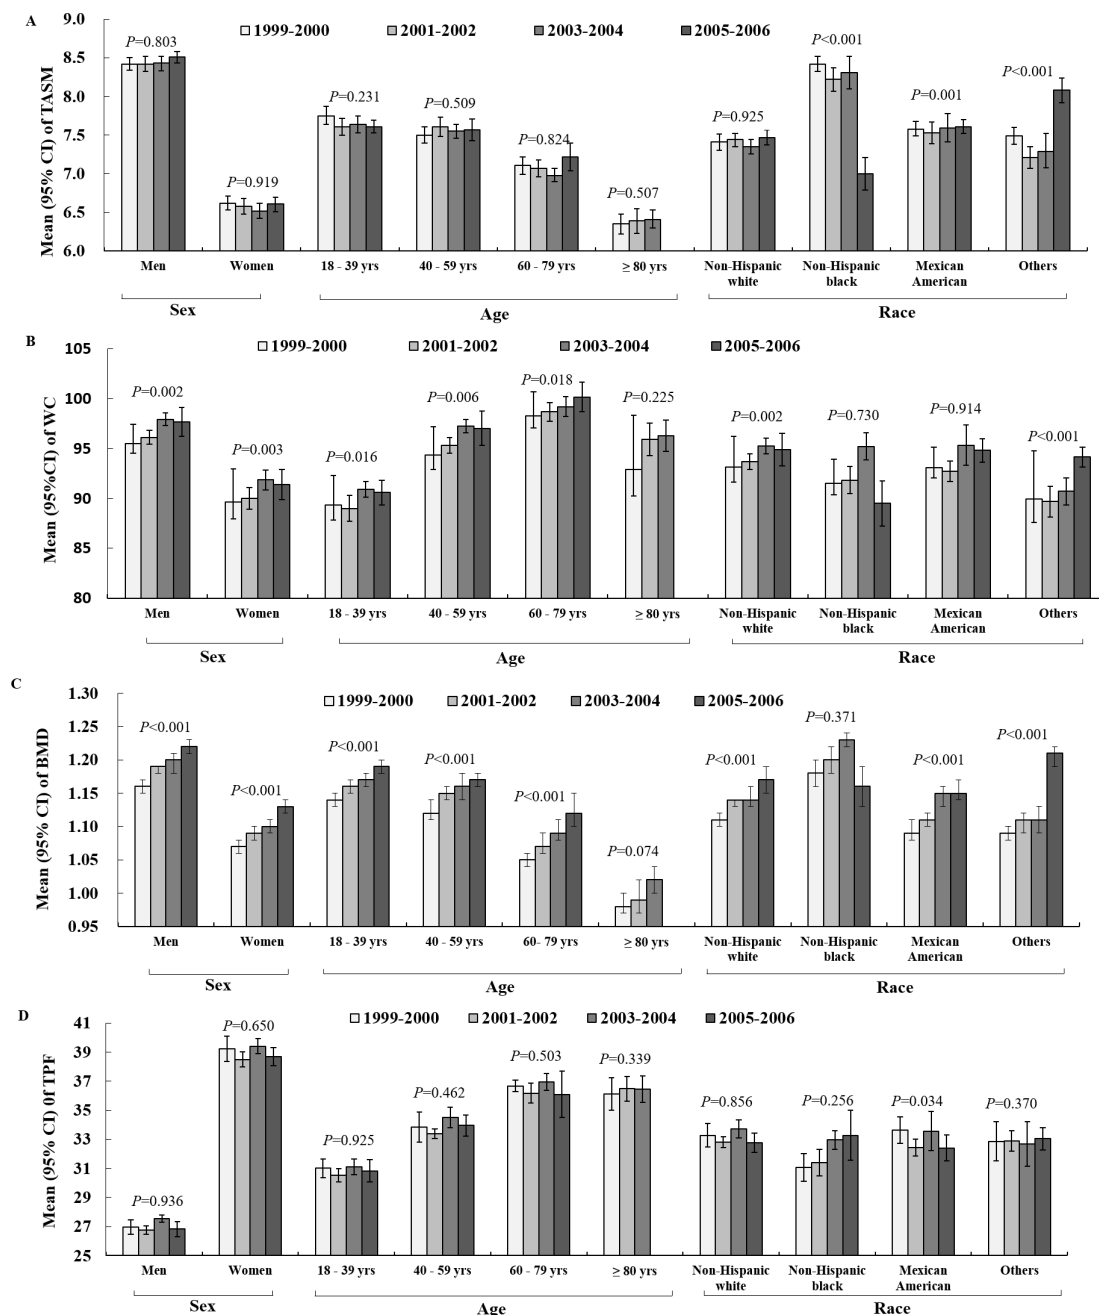 A
9.0
1999-2000 2001-2002 2003-2004 2005-2006
P=0.803
P<0.001
8.5
P<0.001
8.0
P=0.231 P=0.509 P=0.001
7.5
P=0.824 P=0.925
7.0
P=0.919 P=0.507
6.5
6.0
Mean (95% CI) of TASM
Men Women 18 - 39 yrs 40 - 59 yrs 60 - 79 yrs ≥ 80 yrs Non-Hispanic white Non-Hispanic black Mexican American Others
Sex Age Race
B
105
1999-2000 2001-2002 2003-2004 2005-2006
P=0.002 P=0.006 P=0.018 P=0.225 P=0.002 P=0.730 P=0.914 P<0.001
100
95
P=0.003 P=0.016
90
85
80
Mean (95%CI) of WC
Men Women 18 - 39 yrs 40 - 59 yrs 60 - 79 yrs ≥ 80 yrs Non-Hispanic white Non-Hispanic black Mexican American Others
Sex Age Race
C
1.30
1999-2000 2001-2002 2003-2004 2005-2006
P<0.001 P=0.371
1.25
P<0.001 P<0.001 P<0.001 P<0.001 P<0.001
1.20
1.15
P<0.001 P<0.001
1.10
1.05
P=0.074
1.00
0.95
Mean (95% CI) of BMD
Men Women 18 - 39 yrs 40 - 59 yrs 60- 79 yrs ≥ 80 yrs Non-Hispanic white Non-Hispanic black Mexican American Others
Sex Age Race
D
41
1999-2000 2001-2002 2003-2004 2005-2006
P=0.650
39
P=0.503 P=0.339
37
P=0.462 P=0.856 P=0.256 P=0.034 P=0.370
35
33
P=0.925
31
29
P=0.936
27
25
Mean (95% CI) 0f TPF
Men Women 18 - 39 yrs 40 - 59 yrs 60 - 79 yrs ≥ 80 yrs Non-Hispanic white Non-Hispanic black Mexican American Others
Sex Age Race